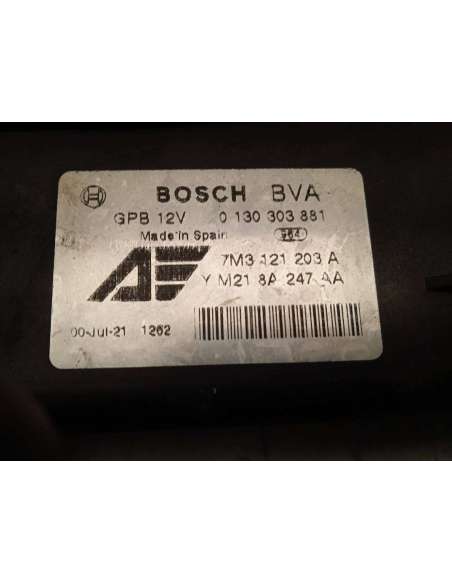 BOSCH BVA
GPB 12V 0 130 303 881
Made in Spain 964
7M3 121 203 A
YM21 8A 247 AA
00-Jul-21 1262